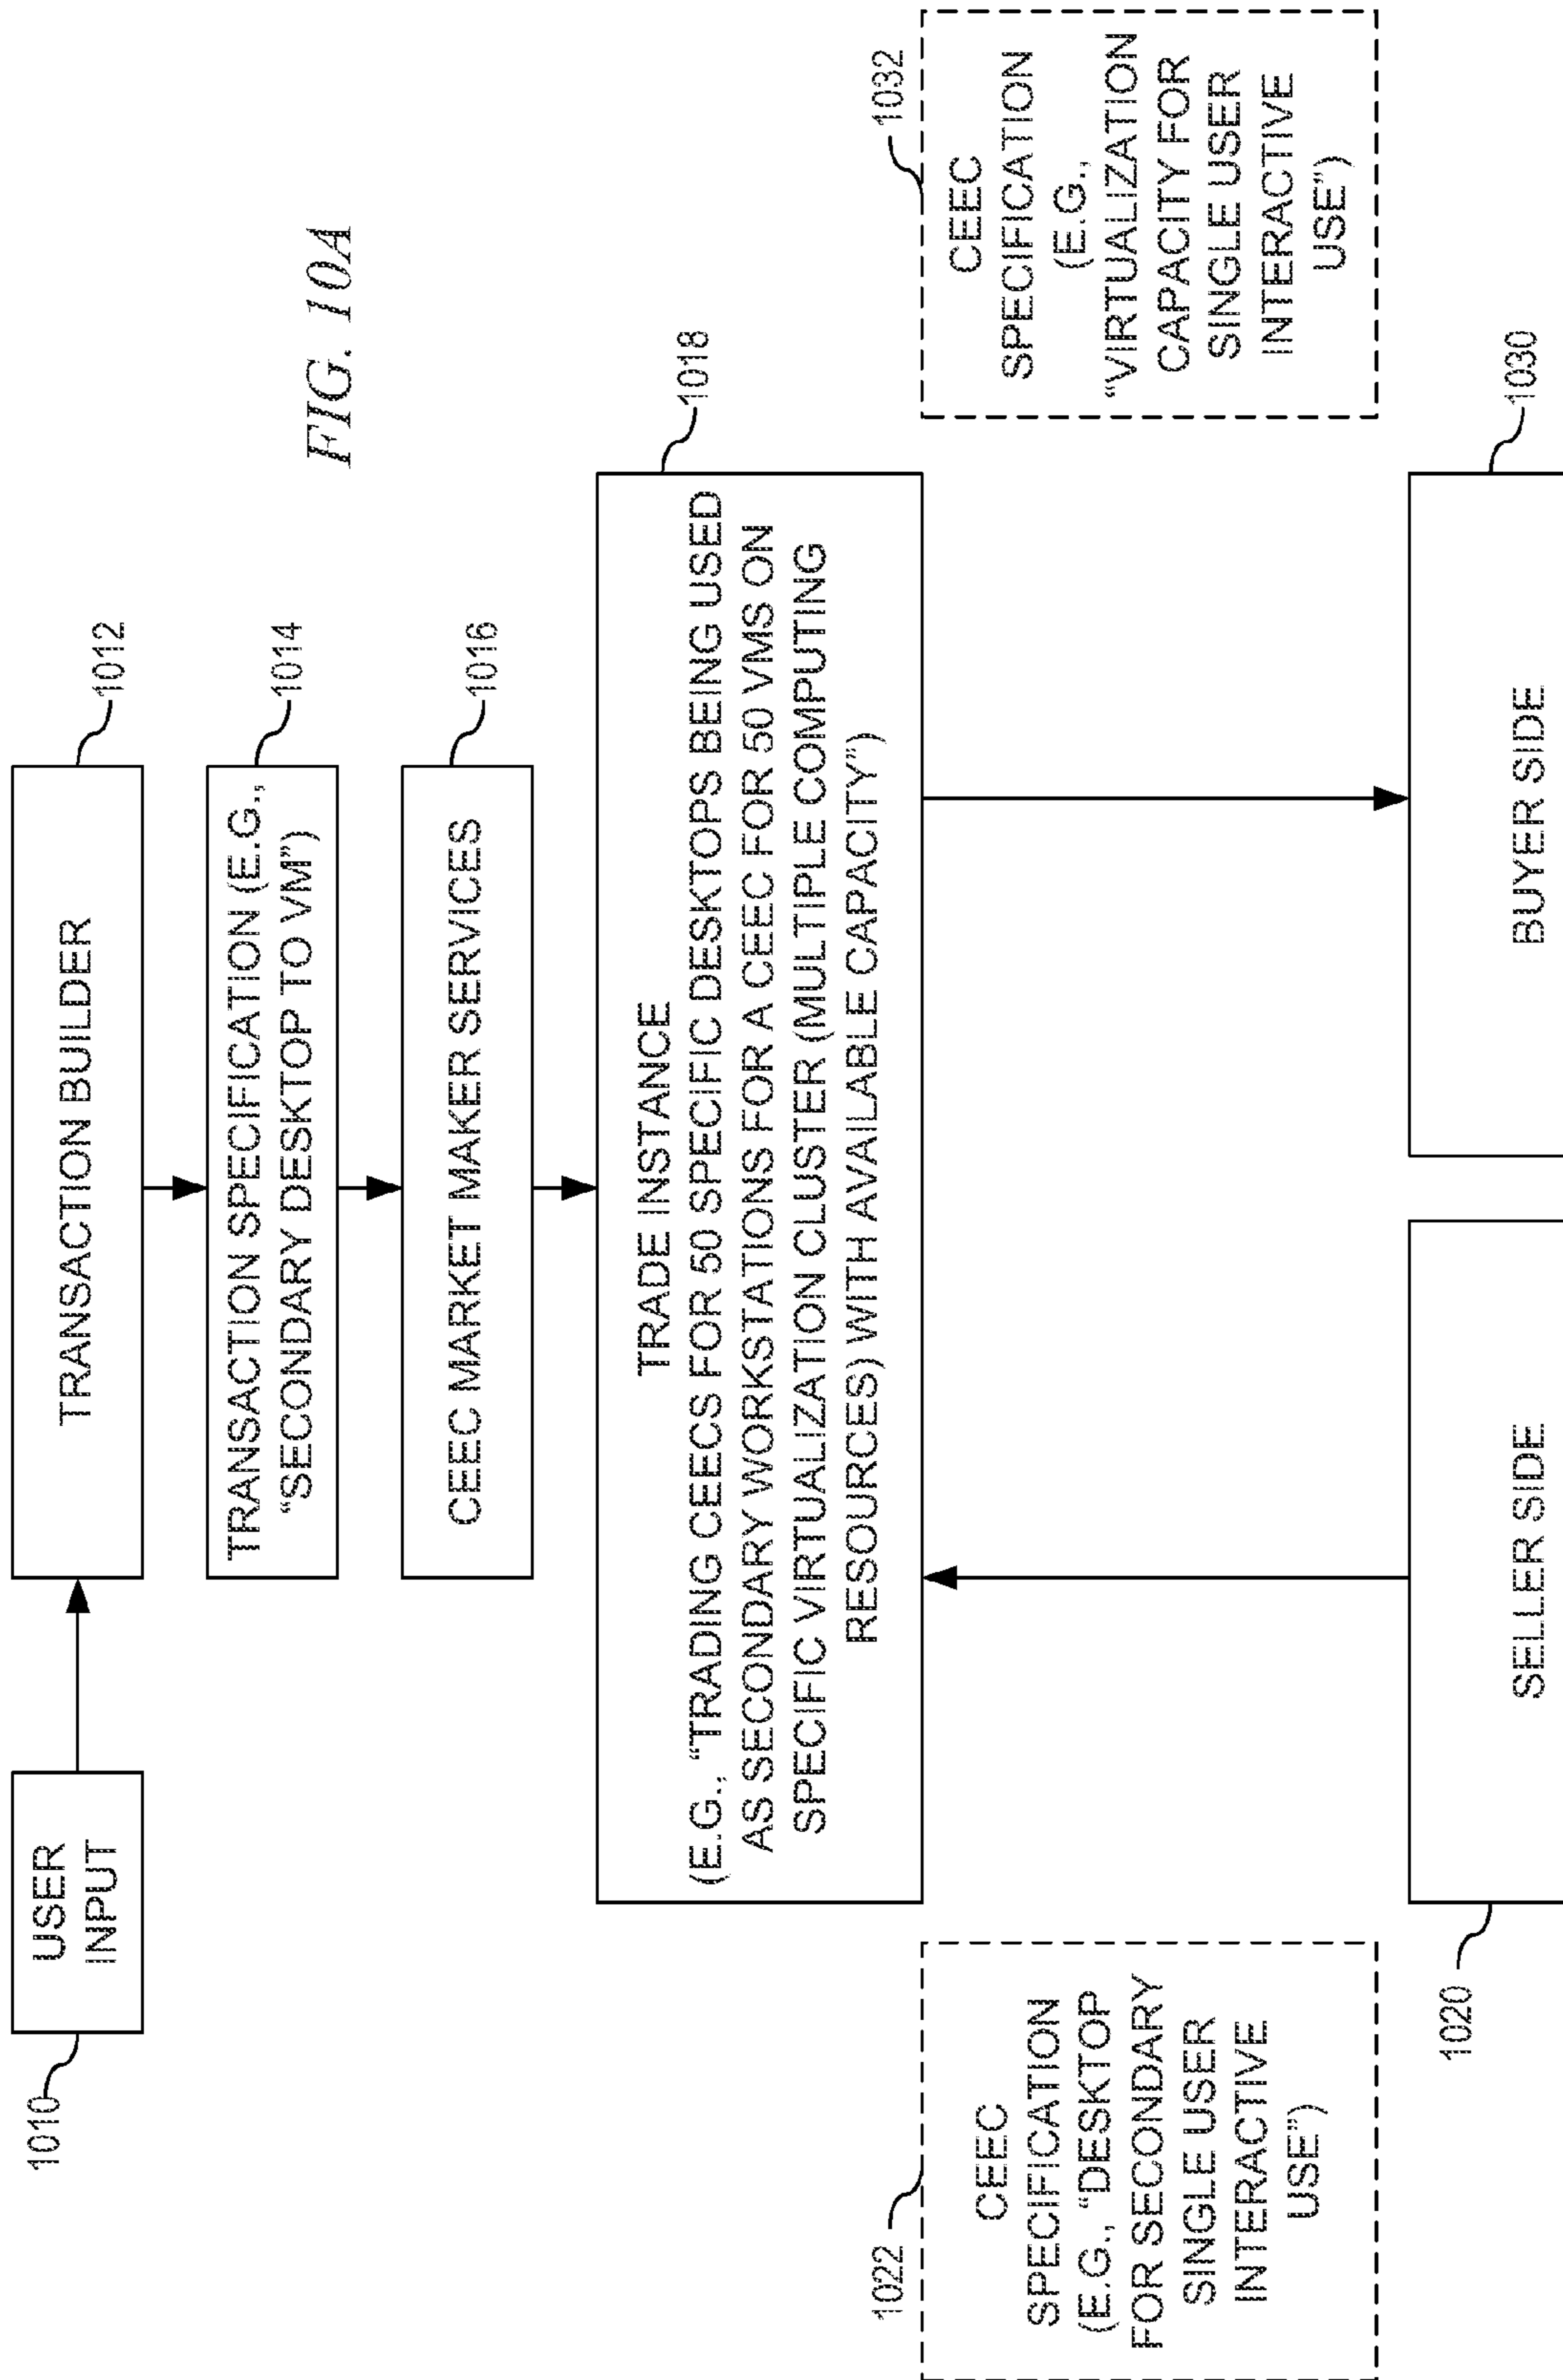 FIG. 10A
1010
USER
INPUT
TRANSACTION BUILDER
1012
TRANSACTION SPECIFICATION (E.G.,
“SECONDARY DESKTOP TO VM”)
1014
CEEC MARKET MAKER SERVICES
1016
TRADE INSTANCE
(E.G., “TRADING CEECS FOR 50 SPECIFIC DESKTOPS BEING USED
AS SECONDARY WORKSTATIONS FOR A CEEC FOR 50 VMS ON
SPECIFIC VIRTUALIZATION CLUSTER (MULTIPLE COMPUTING
RESOURCES) WITH AVAILABLE CAPACITY”)
1018
1022
CEEC
SPECIFICATION
(E.G., “DESKTOP
FOR SECONDARY
SINGLE USER
INTERACTIVE
USE”)
1032
CEEC
SPECIFICATION
(E.G.,
“VIRTUALIZATION
CAPACITY FOR
SINGLE USER
INTERACTIVE
USE”)
1020
SELLER SIDE
BUYER SIDE
1030